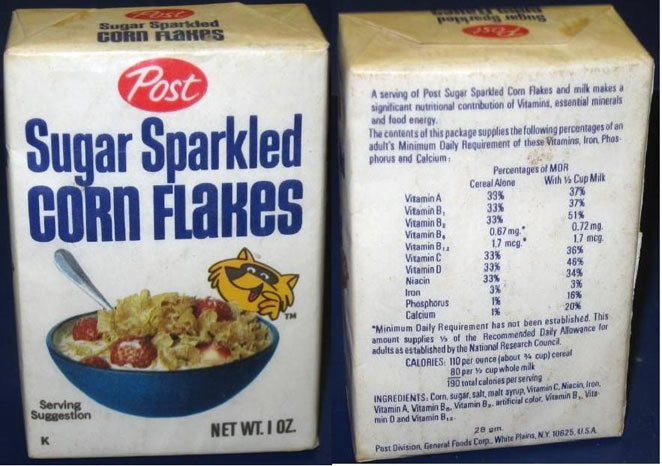 Post
Sugar Sparkled
CORN FLAKES
Post
Sugar Sparkled
CORN FLAKES
TM
Serving
Suggestion
K
NET WT. 1 OZ.
Sugar Sparkled
Post
A serving of Post Sugar Sparkled Corn Flakes and milk makes a
significant nutritional contribution of Vitamins, essential minerals
and food energy.
The contents of this package supplies the following percentages of an
adult's Minimum Daily Requirement of these Vitamins, Iron, Phos-
phorus and Calcium:
Percentages of MDR
Cereal Alone With ½ Cup Milk
Vitamin A 33% 37%
Vitamin B₁ 33% 37%
Vitamin B₂ 33% 51%
Vitamin B₆ 0.67 mg.* 0.72 mg.
Vitamin B₁₂ 1.7 mcg.* 1.7 mcg.
Vitamin C 33% 36%
Vitamin D 33% 46%
Niacin 33% 34%
Iron 3% 3%
Phosphorus 1% 16%
Calcium 1% 20%
*Minimum Daily Requirement has not been established. This
amount supplies ⅓ of the Recommended Daily Allowance for
adults as established by the National Research Council.
CALORIES: 110 per ounce (about ¾ cup) cereal
80 per ½ cup whole milk
190 total calories per serving
INGREDIENTS: Corn, sugar, salt, malt syrup, Vitamin C, Niacin, Iron,
Vitamin A, Vitamin B₆, Vitamin B₂, artificial color, Vitamin B₁, Vita-
min D and Vitamin B₁₂.
28 gm.
Post Division, General Foods Corp., White Plains, N.Y. 10625, U.S.A.